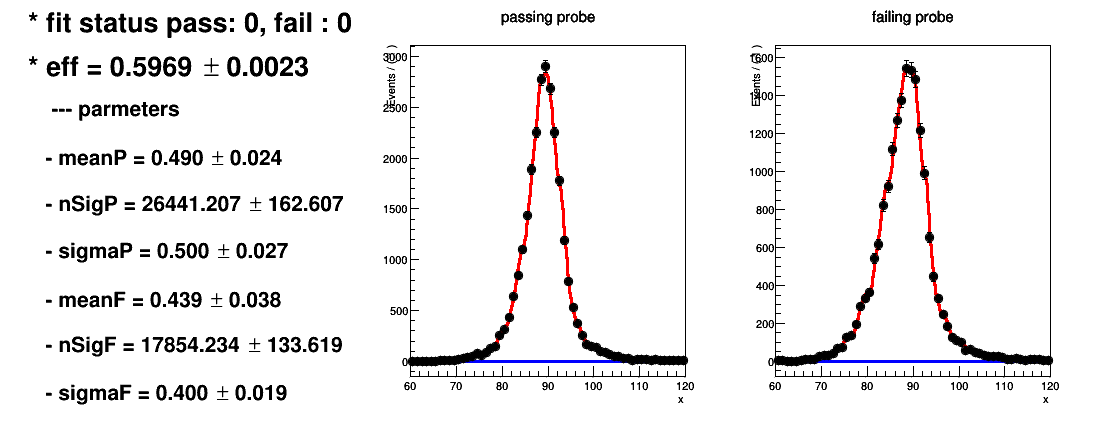 * fit status pass: 0, fail : 0
* eff = 0.5969 ± 0.0023
--- parmeters
- meanP = 0.490 ± 0.024
- nSigP = 26441.207 ± 162.607
- sigmaP = 0.500 ± 0.027
- meanF = 0.439 ± 0.038
- nSigF = 17854.234 ± 133.619
- sigmaF = 0.400 ± 0.019
passing probe
3000
2500
2000
1500
1000
500
0
60 70 80 90 100 110 120
x
Events / ( )
failing probe
1600
1400
1200
1000
800
600
400
200
0
60 70 80 90 100 110 120
x
Events / ( )